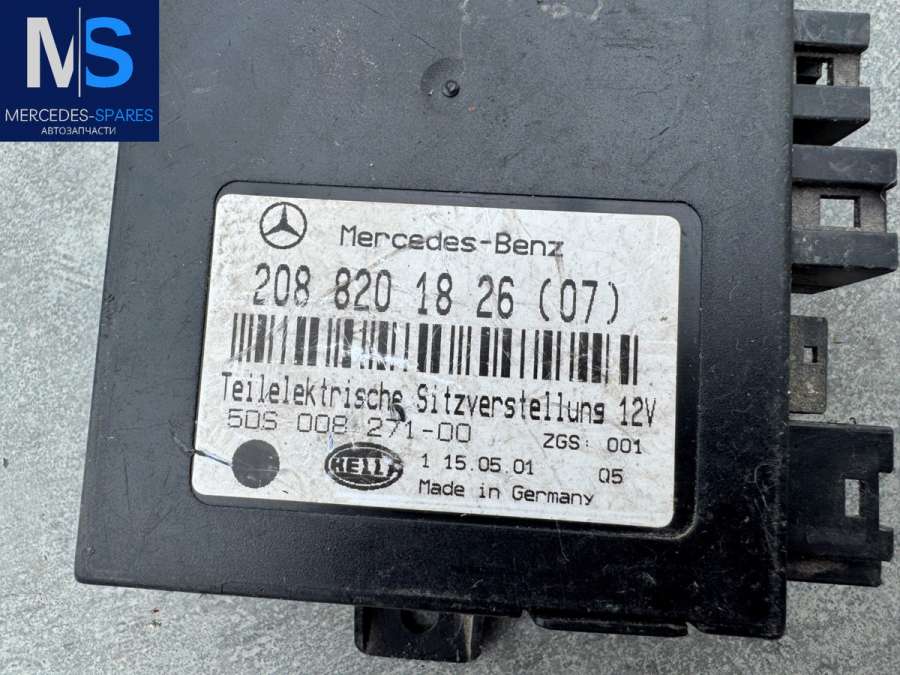 MS
MERCEDES-SPARES
АВТОЗАПЧАСТИ
Mercedes-Benz
208 820 18 26 (07)
Teilelektrische Sitzverstellung 12V
5DS 008 271-00
ZGS: 001
HELLA
1 15.05.01
Q5
Made in Germany